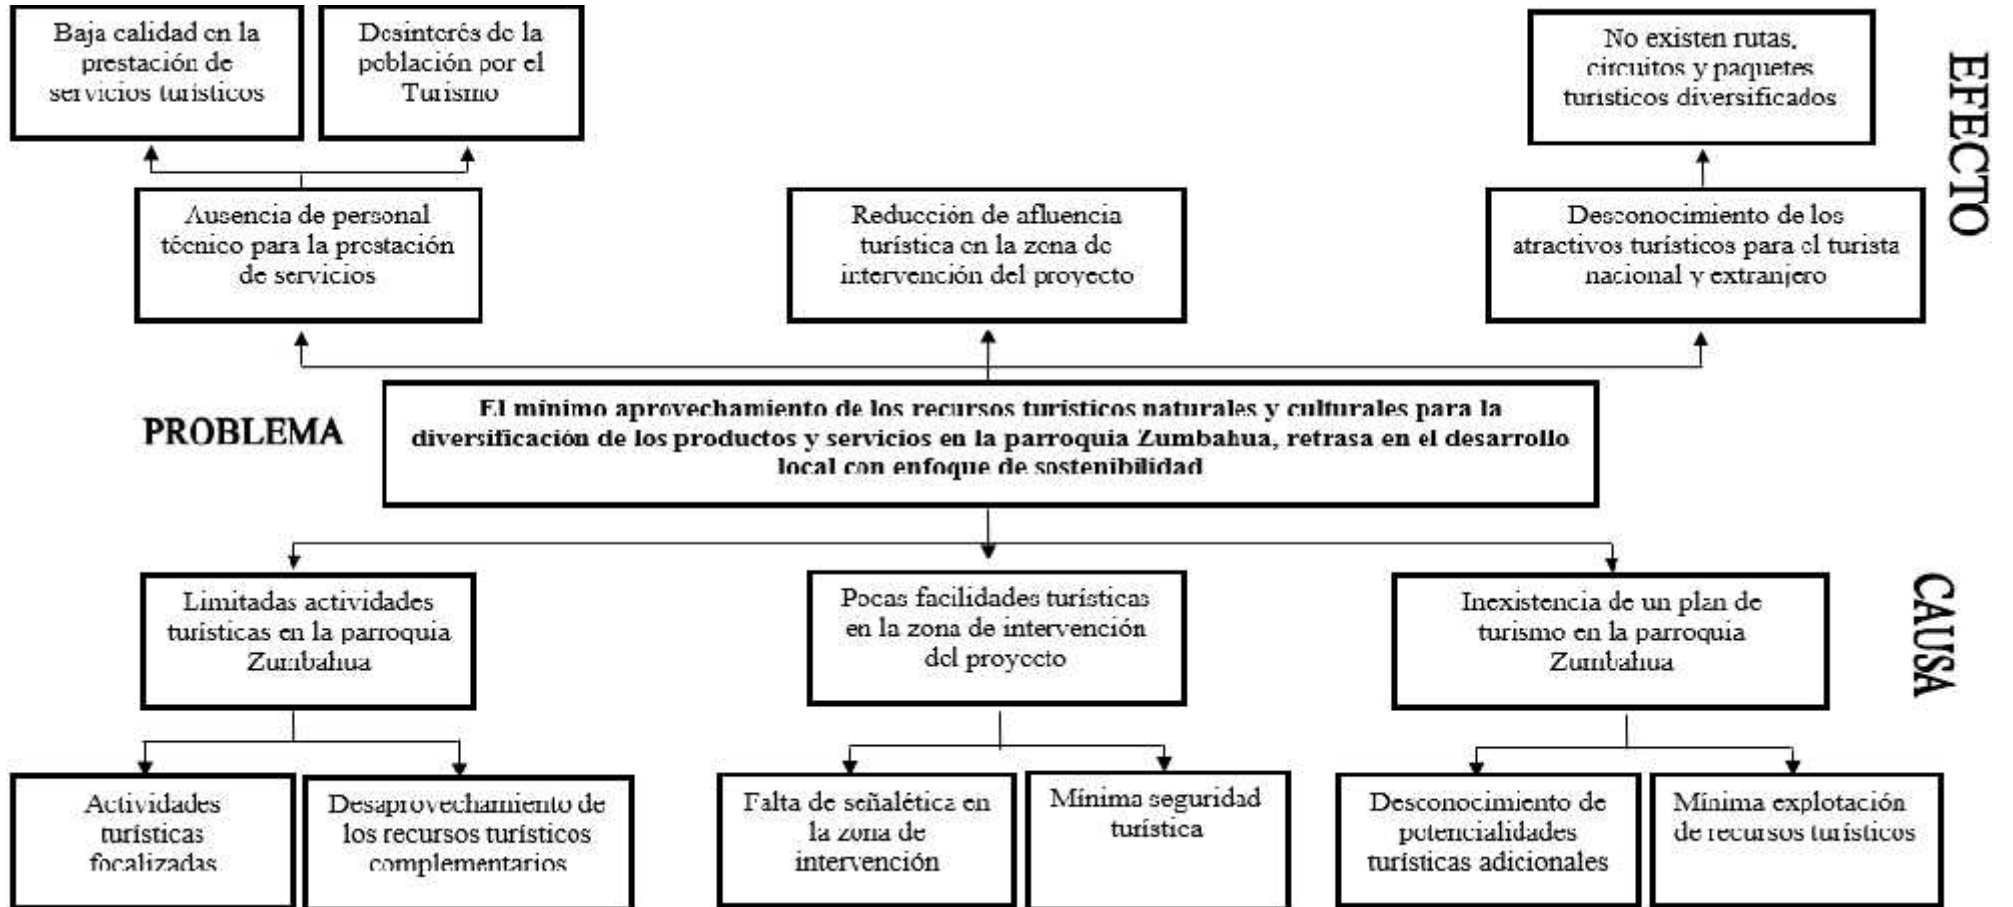 Baja calidad en la
prestación de
servicios turísticos
Desinterés de la
población por el
Turismo
No existen rutas,
circuitos y paquetes
turísticos diversificados
EFECTO
Ausencia de personal
técnico para la prestación
de servicios
Reducción de afluencia
turística en la zona de
intervención del proyecto
Desconocimiento de los
atractivos turísticos para el turista
nacional y extranjero
PROBLEMA
El mínimo aprovechamiento de los recursos turísticos naturales y culturales para la
diversificación de los productos y servicios en la parroquia Zumbahua, retrasa en el desarrollo
local con enfoque de sostenibilidad
Limitadas actividades
turísticas en la parroquia
Zumbahua
Pocas facilidades turísticas
en la zona de intervención
del proyecto
Inexistencia de un plan de
turismo en la parroquia
Zumbahua
CAUSA
Actividades
turísticas
focalizadas
Desaprovechamiento de
los recursos turísticos
complementarios
Falta de señalética en
la zona de
intervención
Mínima seguridad
turística
Desconocimiento de
potencialidades
turísticas adicionales
Mínima explotación
de recursos turísticos